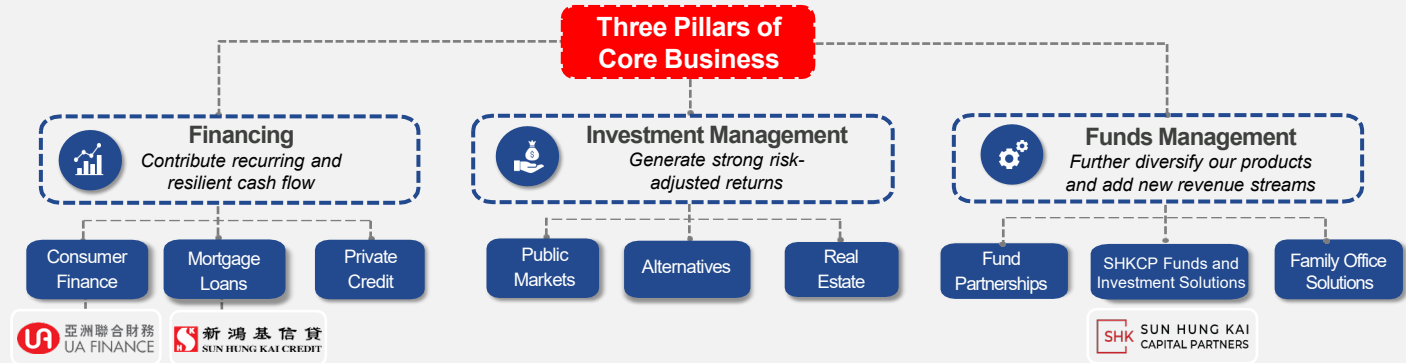 Three Pillars of
Core Business
Financing
Contribute recurring and
resilient cash flow
Investment Management
Generate strong risk-
adjusted returns
Funds Management
Further diversify our products
and add new revenue streams
Consumer
Finance
Mortgage
Loans
Private
Credit
Public
Markets
Alternatives
Real
Estate
Fund
Partnerships
SHKCP Funds and
Investment Solutions
Family Office
Solutions
UA
亞洲聯合財務
UA FINANCE
新鴻基信貸
SUN HUNG KAI CREDIT
SHK
SUN HUNG KAI
CAPITAL PARTNERS